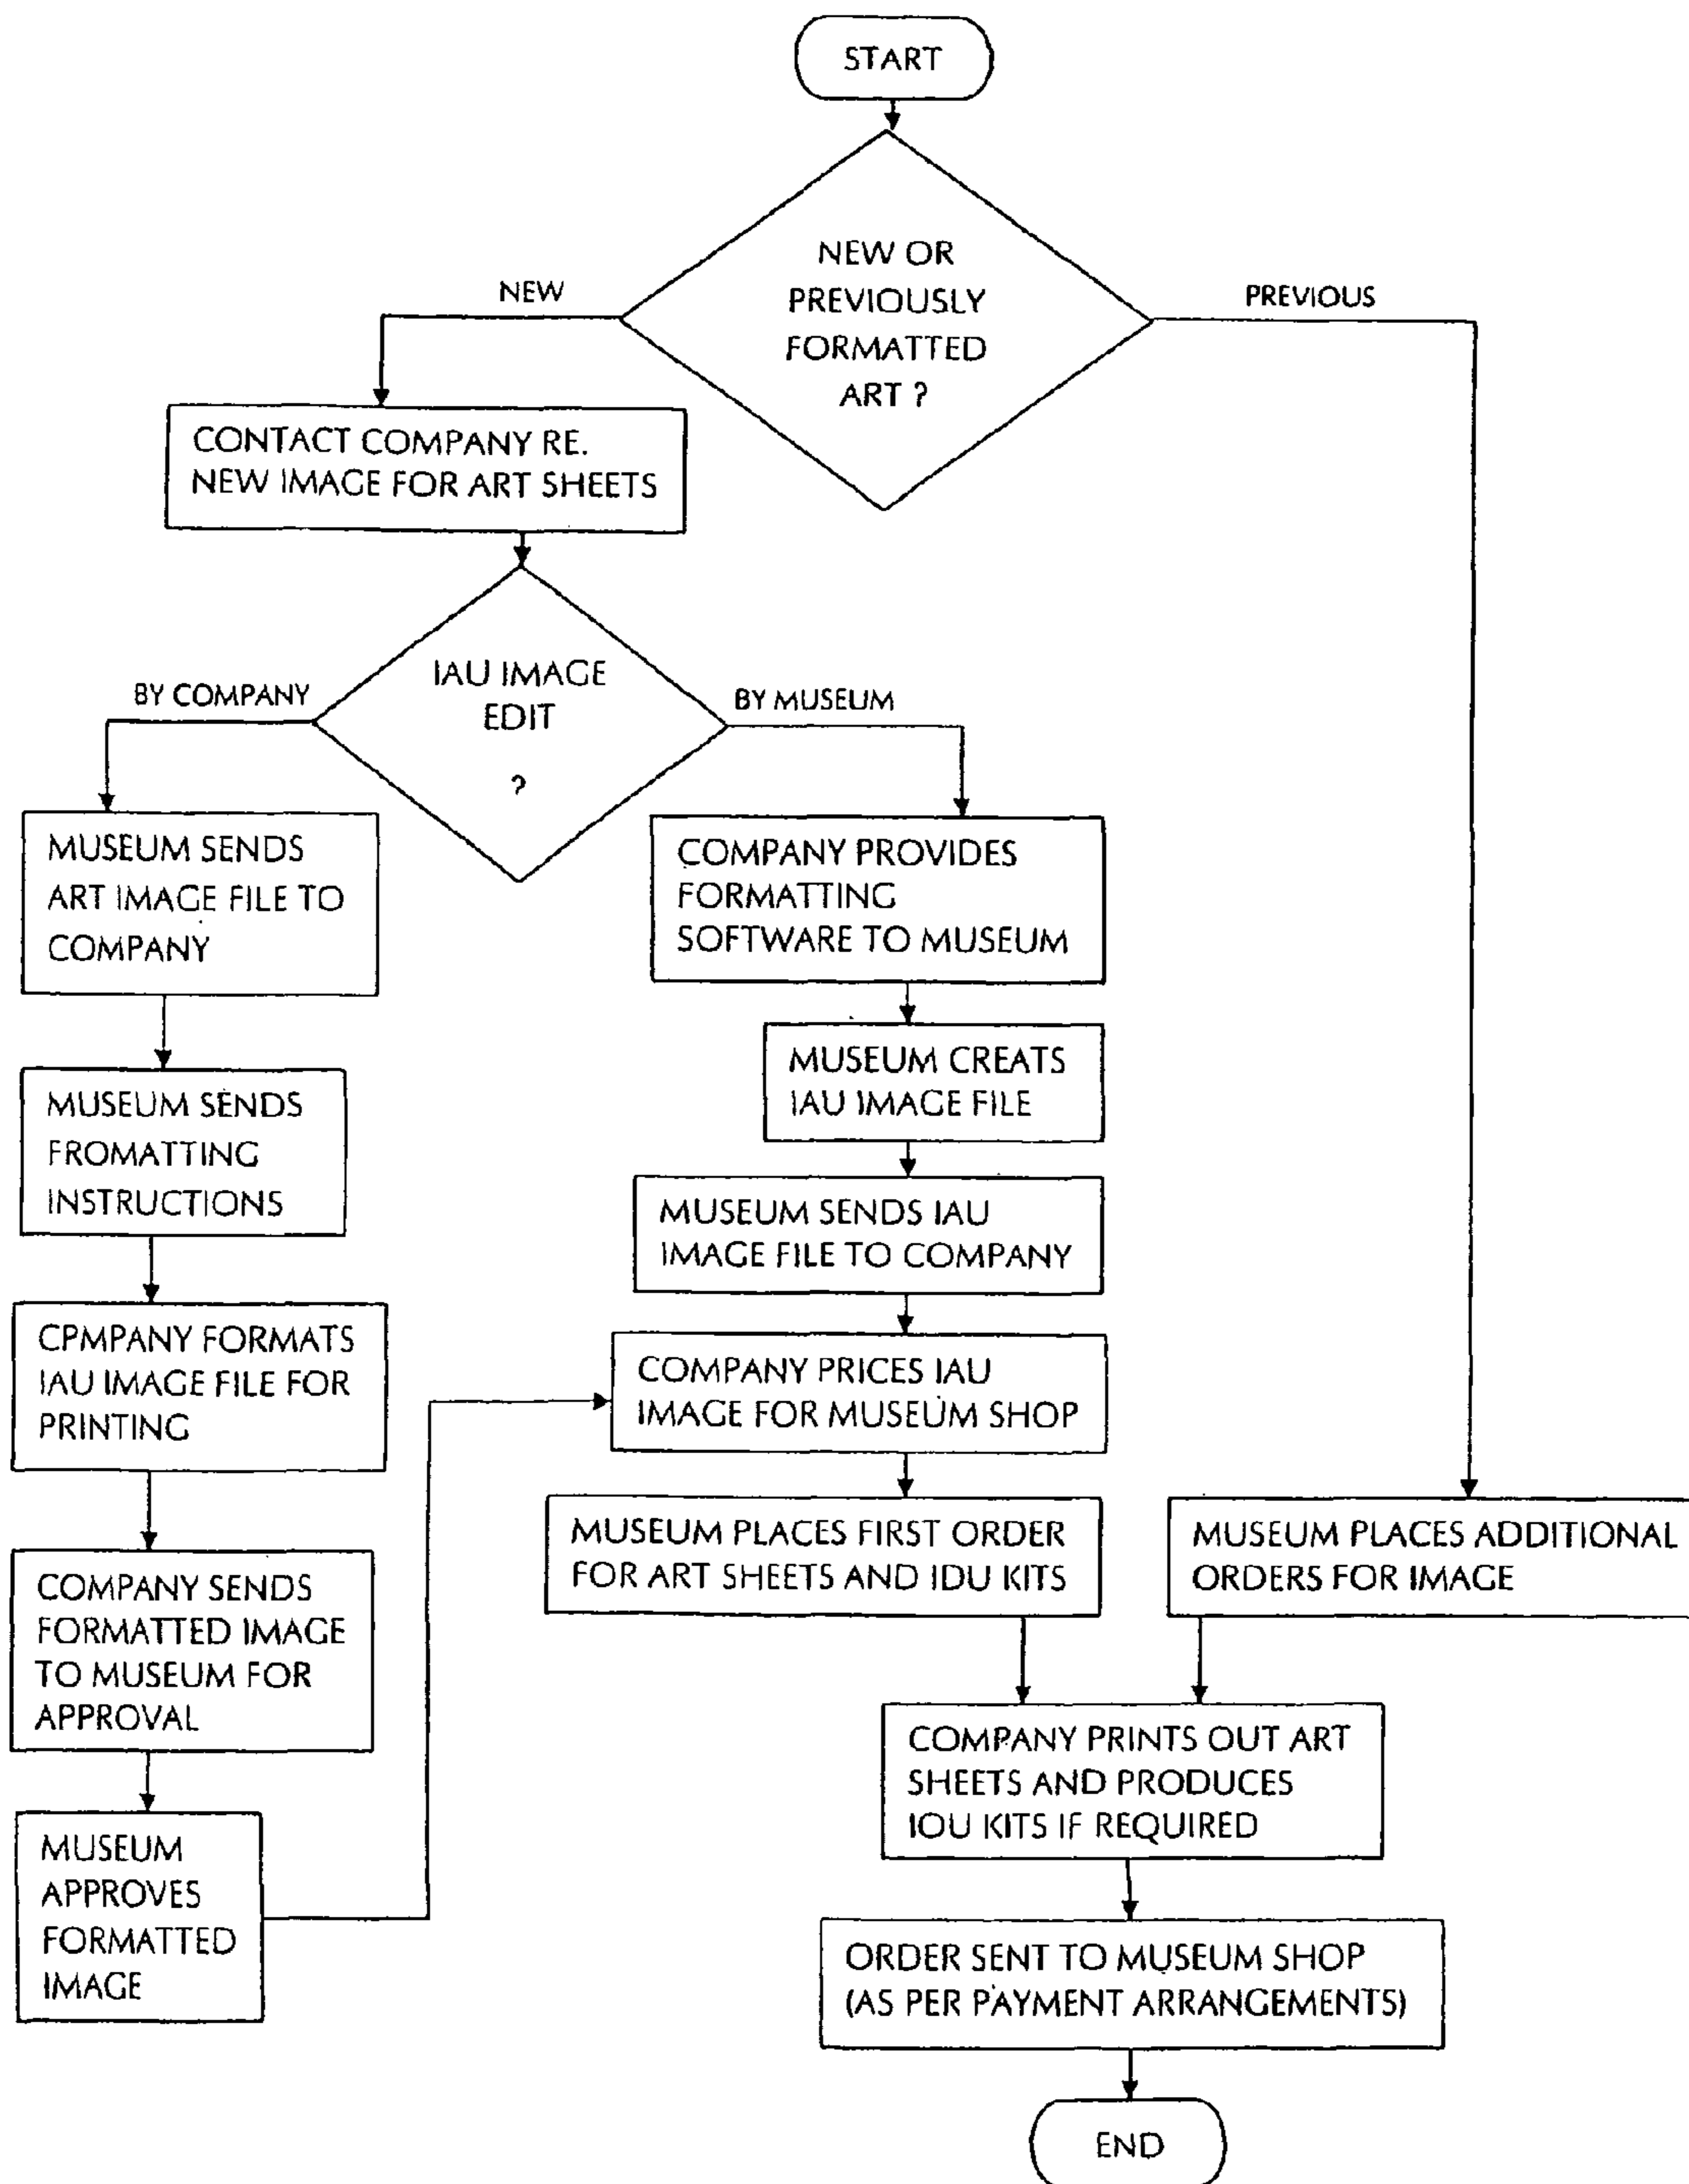 START
NEW OR
PREVIOUSLY
FORMATTED
ART ?
NEW
PREVIOUS
CONTACT COMPANY RE.
NEW IMAGE FOR ART SHEETS
IAU IMAGE
EDIT
?
BY COMPANY
BY MUSEUM
MUSEUM SENDS
ART IMAGE FILE TO
COMPANY
MUSEUM SENDS
FROMATTING
INSTRUCTIONS
CPMPANY FORMATS
IAU IMAGE FILE FOR
PRINTING
COMPANY SENDS
FORMATTED IMAGE
TO MUSEUM FOR
APPROVAL
MUSEUM
APPROVES
FORMATTED
IMAGE
COMPANY PROVIDES
FORMATTING
SOFTWARE TO MUSEUM
MUSEUM CREATS
IAU IMAGE FILE
MUSEUM SENDS IAU
IMAGE FILE TO COMPANY
COMPANY PRICES IAU
IMAGE FOR MUSEUM SHOP
MUSEUM PLACES FIRST ORDER
FOR ART SHEETS AND IDU KITS
MUSEUM PLACES ADDITIONAL
ORDERS FOR IMAGE
COMPANY PRINTS OUT ART
SHEETS AND PRODUCES
IOU KITS IF REQUIRED
ORDER SENT TO MUSEUM SHOP
(AS PER PAYMENT ARRANGEMENTS)
END